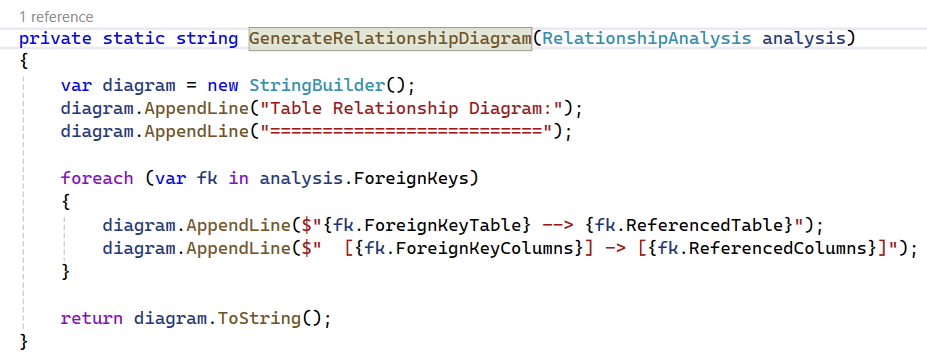 1 reference
private static string GenerateRelationshipDiagram(RelationshipAnalysis analysis)
{
    var diagram = new StringBuilder();
    diagram.AppendLine("Table Relationship Diagram:");
    diagram.AppendLine("==========================");

    foreach (var fk in analysis.ForeignKeys)
    {
        diagram.AppendLine($"{fk.ForeignKeyTable} --> {fk.ReferencedTable}");
        diagram.AppendLine($"  [{fk.ForeignKeyColumns}] -> [{fk.ReferencedColumns}]");
    }

    return diagram.ToString();
}